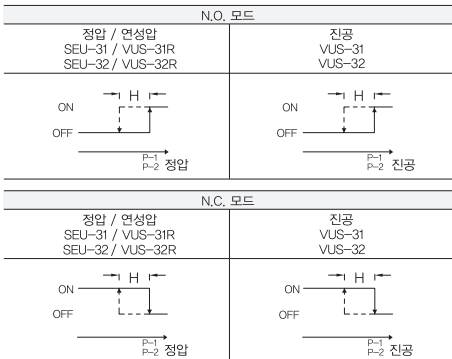 N.O. 모드
정압 / 연성압
SEU-31 / VUS-31R
SEU-32 / VUS-32R
진공
VUS-31
VUS-32
H
ON
OFF
P-1
P-2 정압
H
ON
OFF
P-1
P-2 진공
N.C. 모드
정압 / 연성압
SEU-31 / VUS-31R
SEU-32 / VUS-32R
진공
VUS-31
VUS-32
H
ON
OFF
P-1
P-2 정압
H
ON
OFF
P-1
P-2 진공